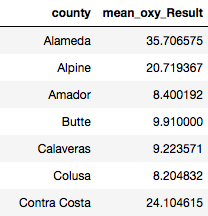 county mean_oxy_Result
Alameda 35.706575
Alpine 20.719367
Amador 8.400192
Butte 9.910000
Calaveras 9.223571
Colusa 8.204832
Contra Costa 24.104615